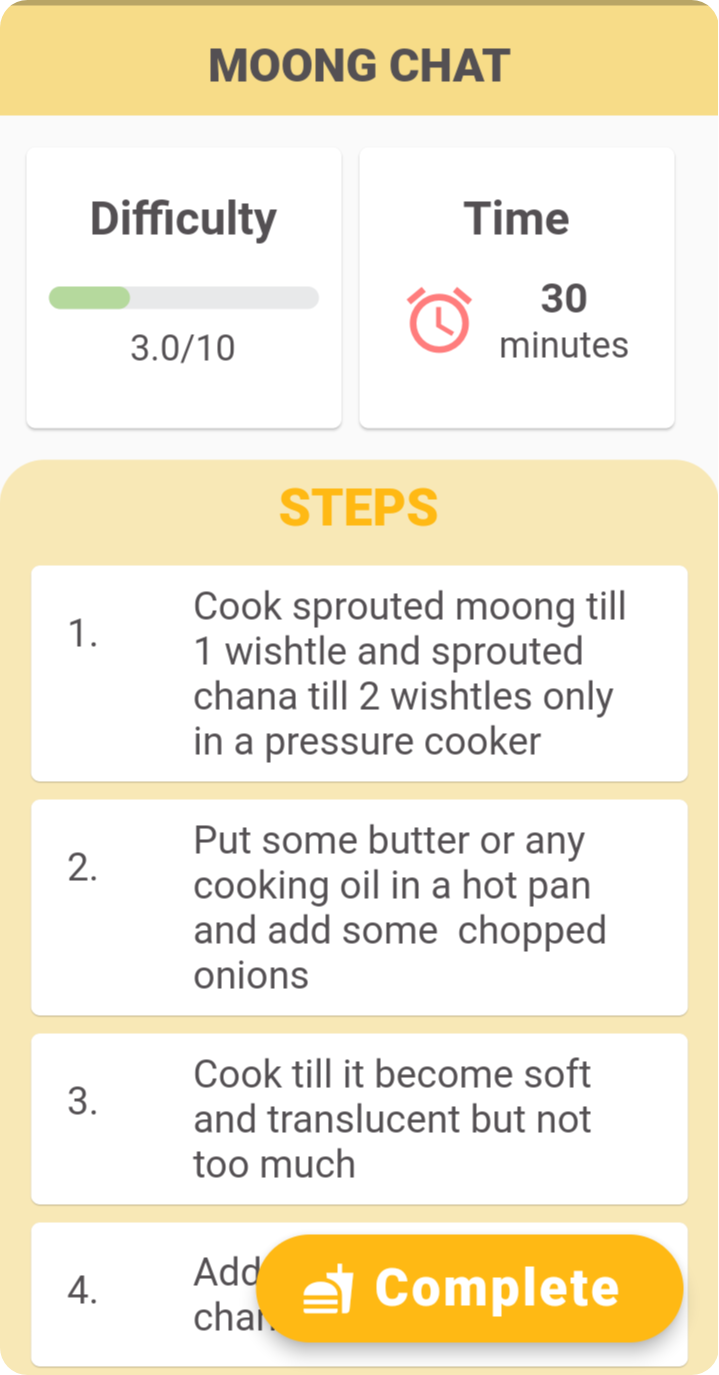 MOONG CHAT
Difficulty
3.0/10
Time
30
minutes
STEPS
1.
Cook sprouted moong till
1 wishtle and sprouted
chana till 2 wishtles only
in a pressure cooker
2.
Put some butter or any
cooking oil in a hot pan
and add some  chopped
onions
3.
Cook till it become soft
and translucent but not
too much
4.
Add
Complete